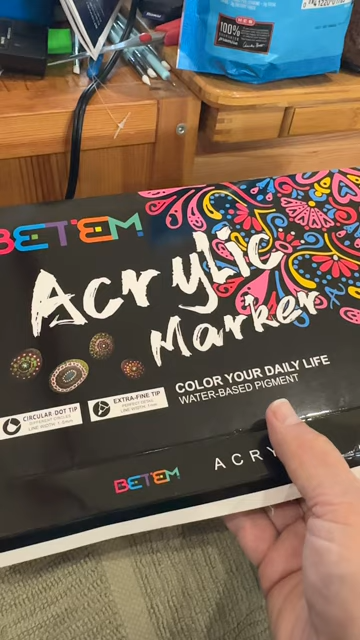 H-E-B
100%
BETEM
Acrylic
Marker
COLOR YOUR DAILY LIFE
WATER-BASED PIGMENT
CIRCULAR DOT TIP
EXTRA-FINE TIP
BETEM ACRY